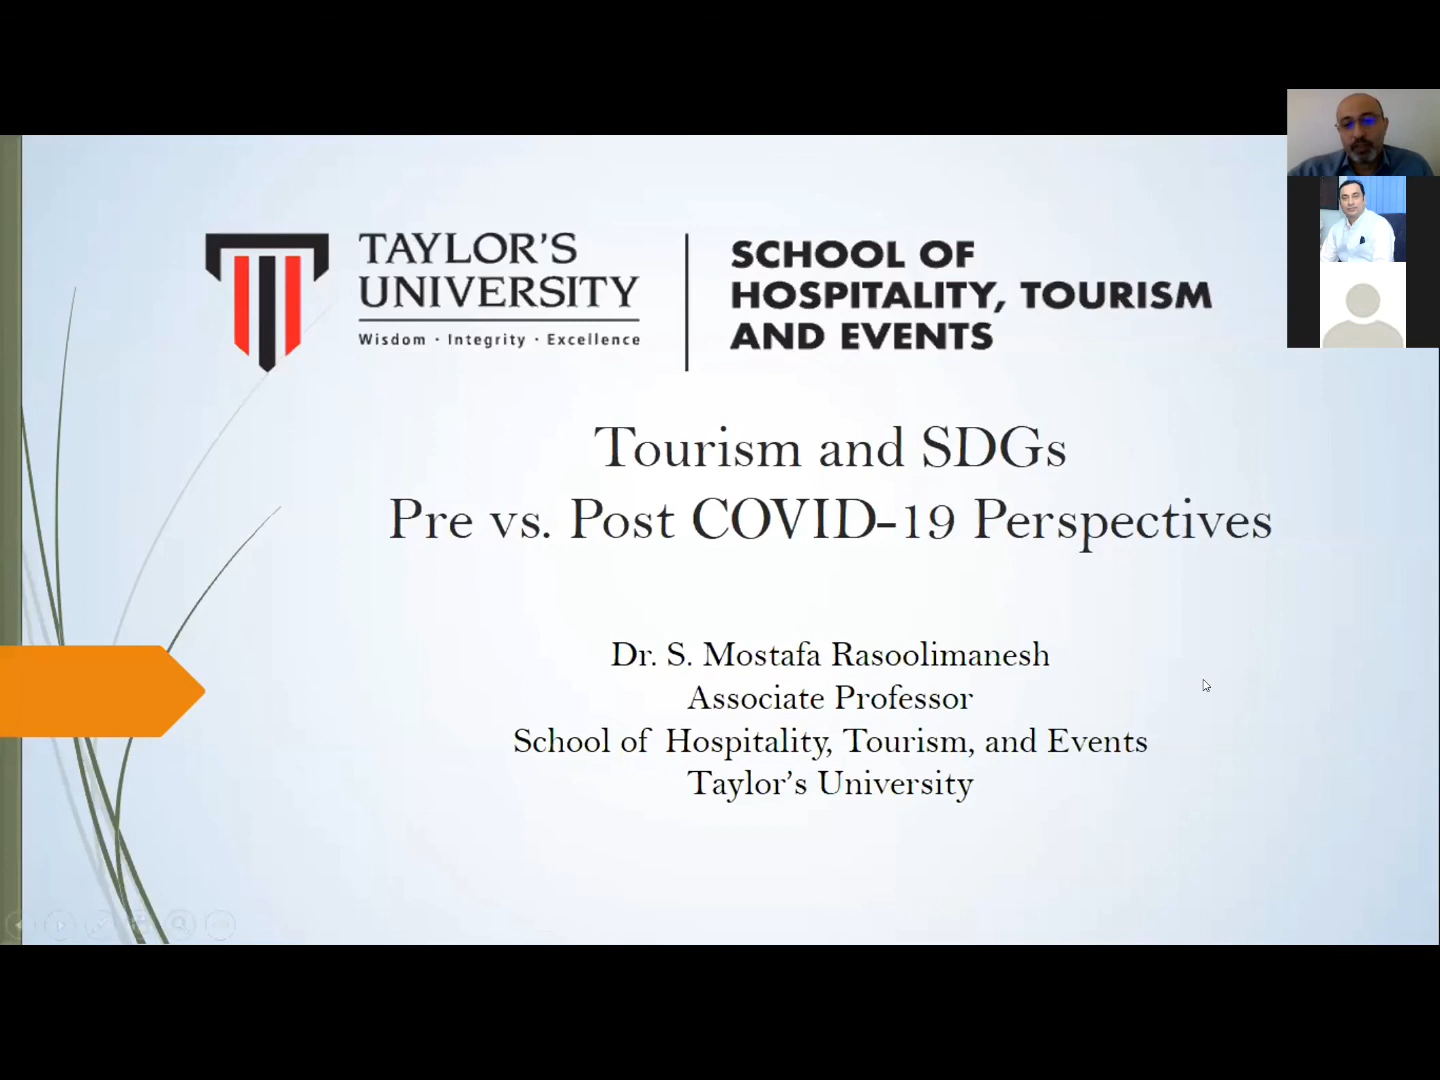 TAYLOR'S
UNIVERSITY
Wisdom · Integrity · Excellence
SCHOOL OF
HOSPITALITY, TOURISM
AND EVENTS
Tourism and SDGs
Pre vs. Post COVID-19 Perspectives
Dr. S. Mostafa Rasoolimanesh
Associate Professor
School of Hospitality, Tourism, and Events
Taylor’s University